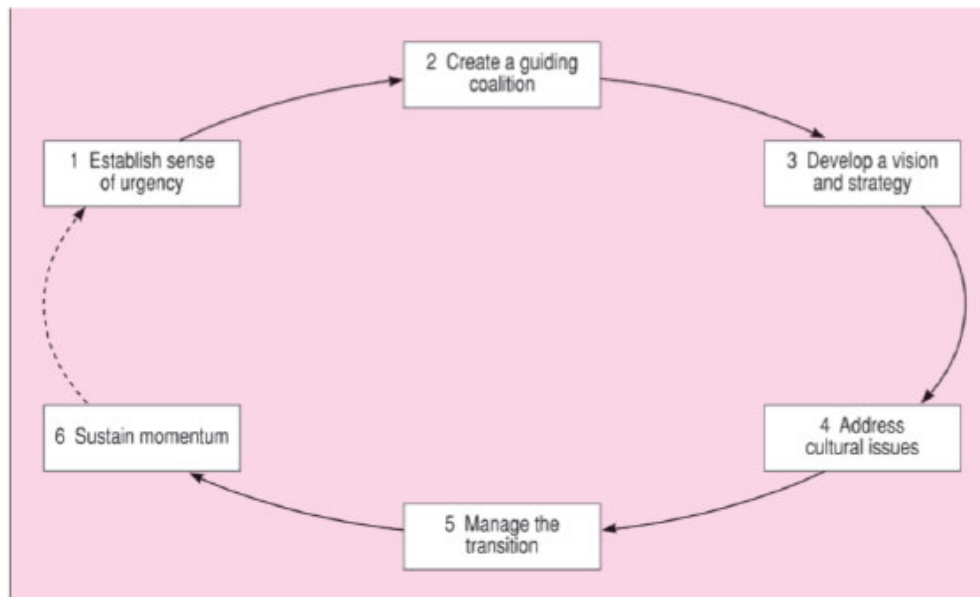 1 Establish sense
of urgency
2 Create a guiding
coalition
3 Develop a vision
and strategy
4 Address
cultural issues
5 Manage the
transition
6 Sustain momentum